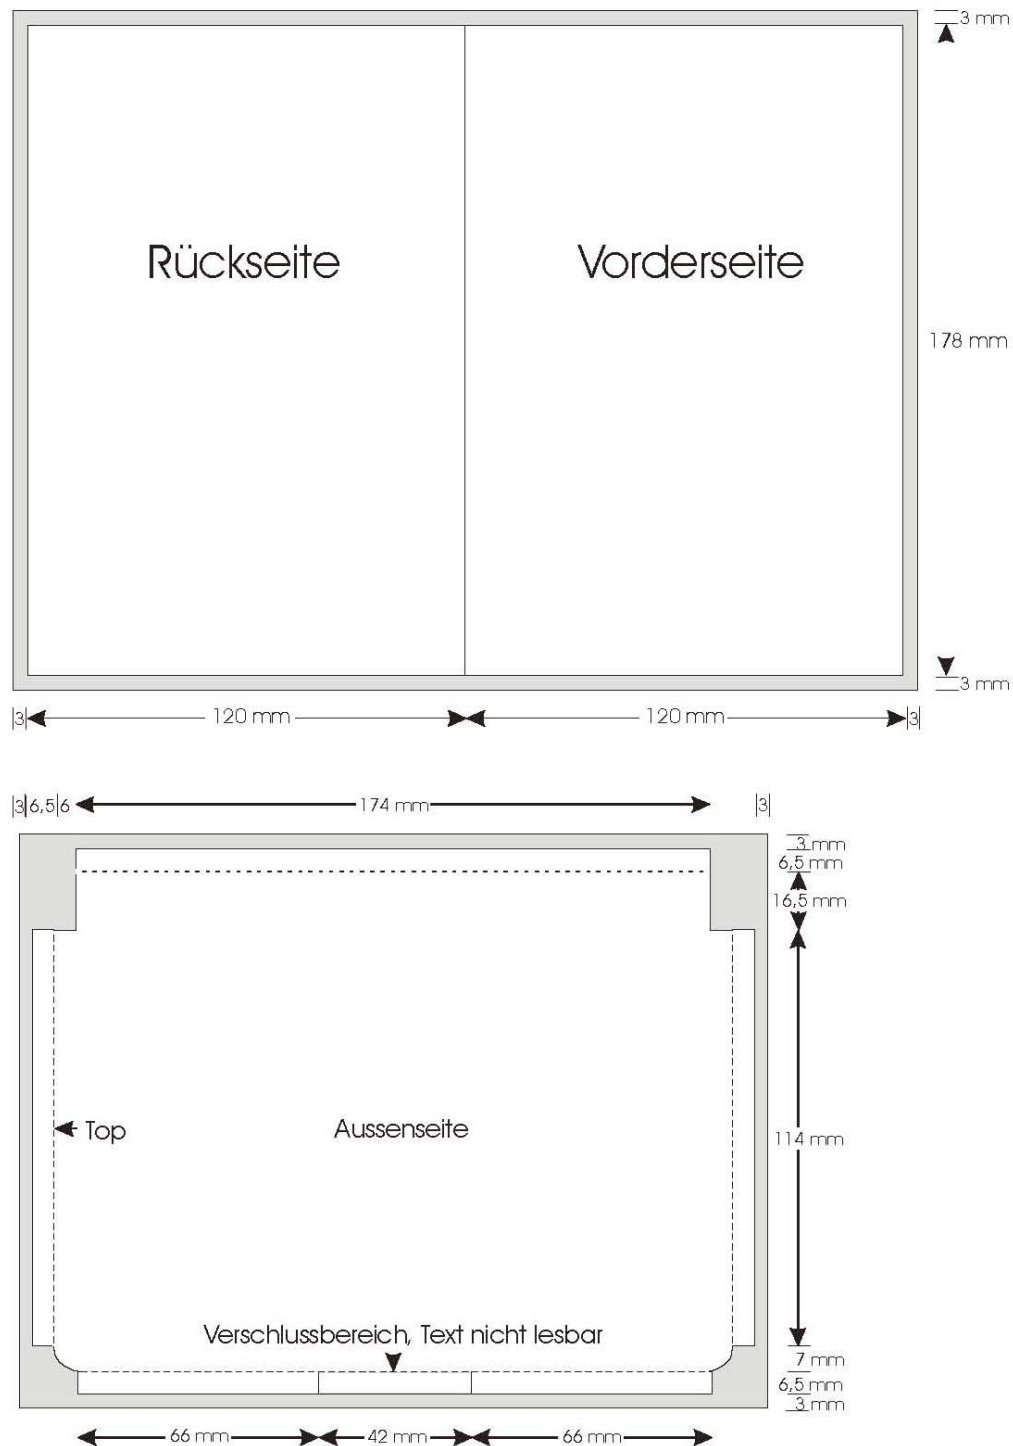 3 mm
Rückseite
Vorderseite
178 mm
3 mm
3
120 mm
120 mm
3
3
6,5
6
174 mm
3
3 mm
6,5 mm
16,5 mm
Top
Aussenseite
114 mm
Verschlussbereich, Text nicht lesbar
7 mm
6,5 mm
3 mm
66 mm
42 mm
66 mm